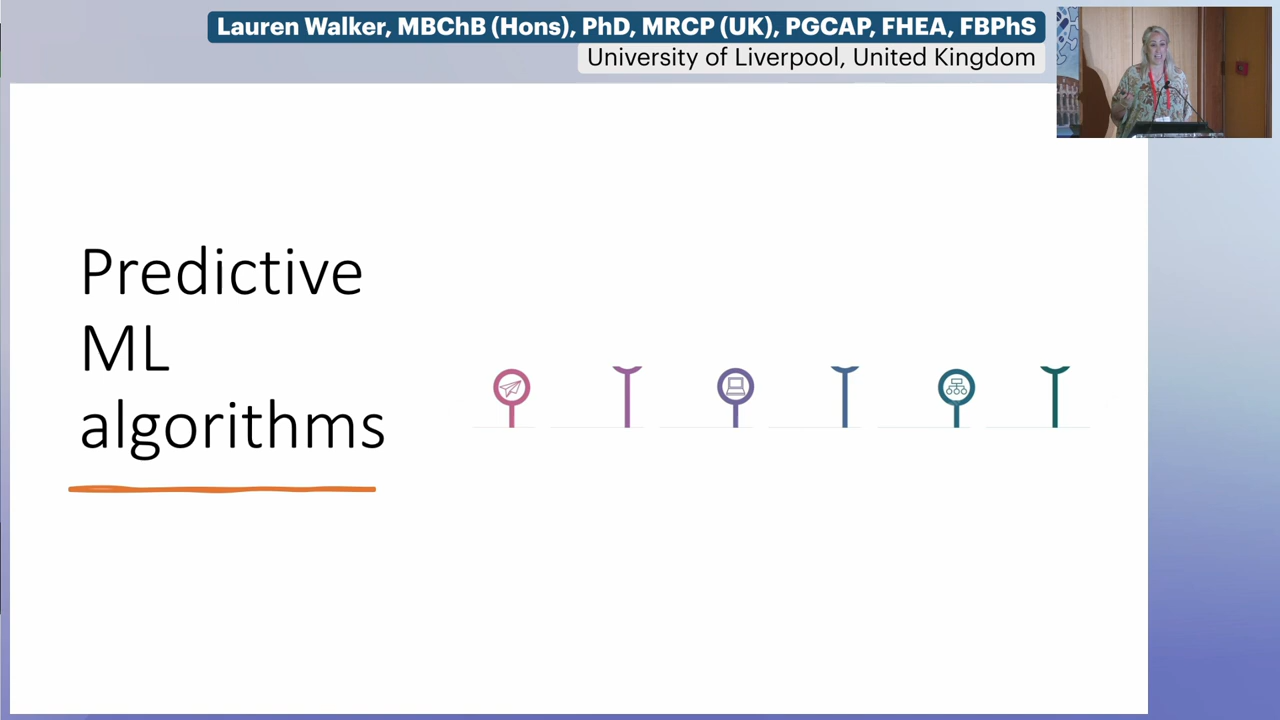 Lauren Walker, MBChB (Hons), PhD, MRCP (UK), PGCAP, FHEA, FBPhS
University of Liverpool, United Kingdom
Predictive
ML
algorithms